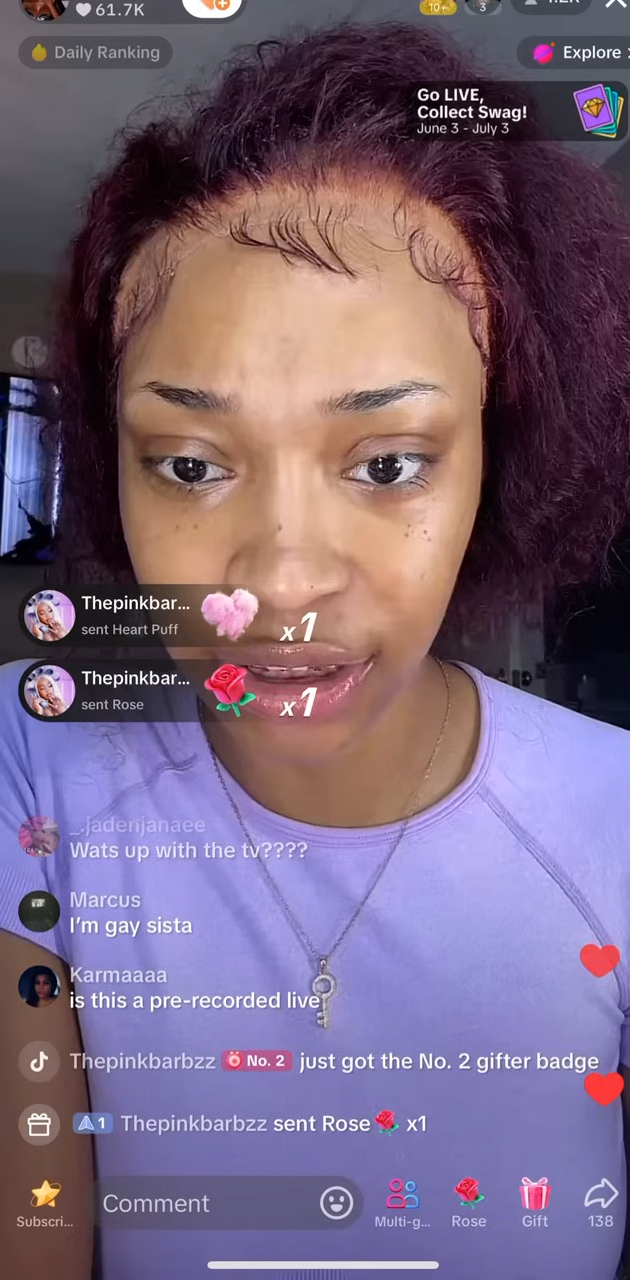 61.7K
10+
3
Daily Ranking
Explore
Go LIVE,
Collect Swag!
June 3 - July 3
Thepinkbar...
sent Heart Puff
x1
Thepinkbar...
sent Rose
x1
_.jadenjanaee
Wats up with the tv????
Marcus
I'm gay sista
Karmaaaa
is this a pre-recorded live
Thepinkbarbzz No. 2 just got the No. 2 gifter badge
1 Thepinkbarbzz sent Rose x1
Comment
Subscri...
Multi-g...
Rose
Gift
138